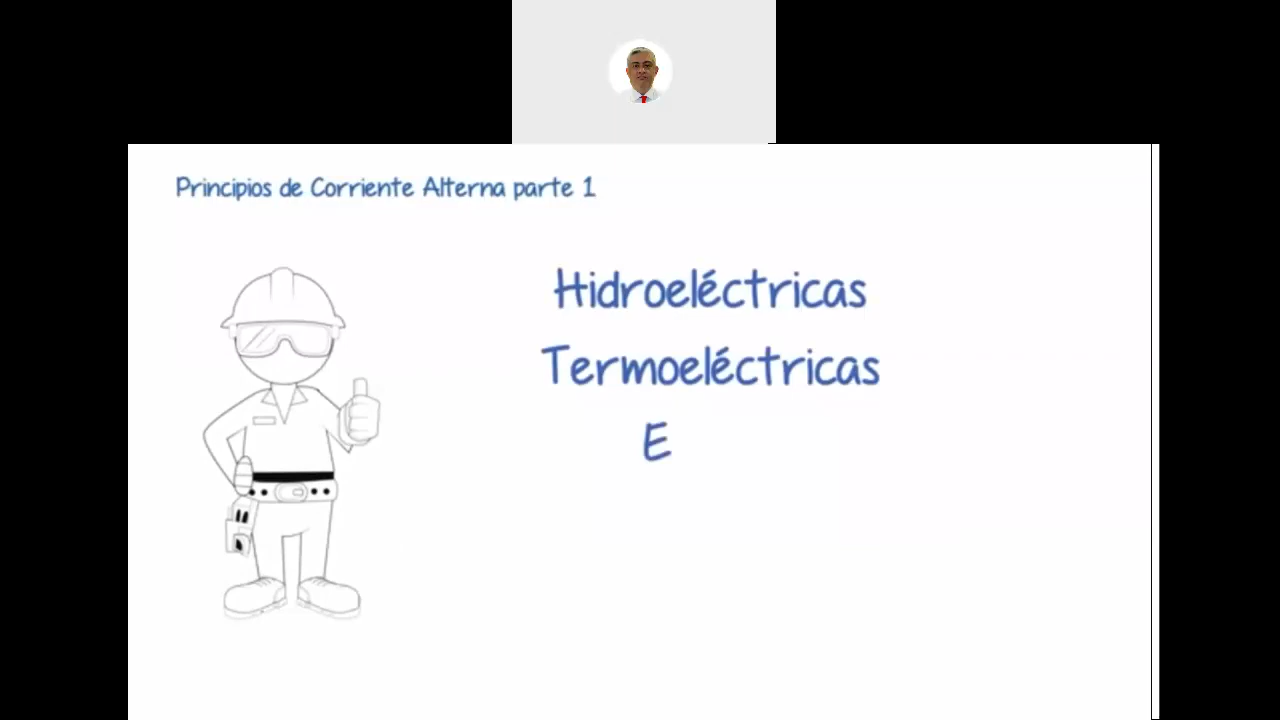 Principios de Corriente Alterna parte 1
Hidroeléctricas
Termoeléctricas
E